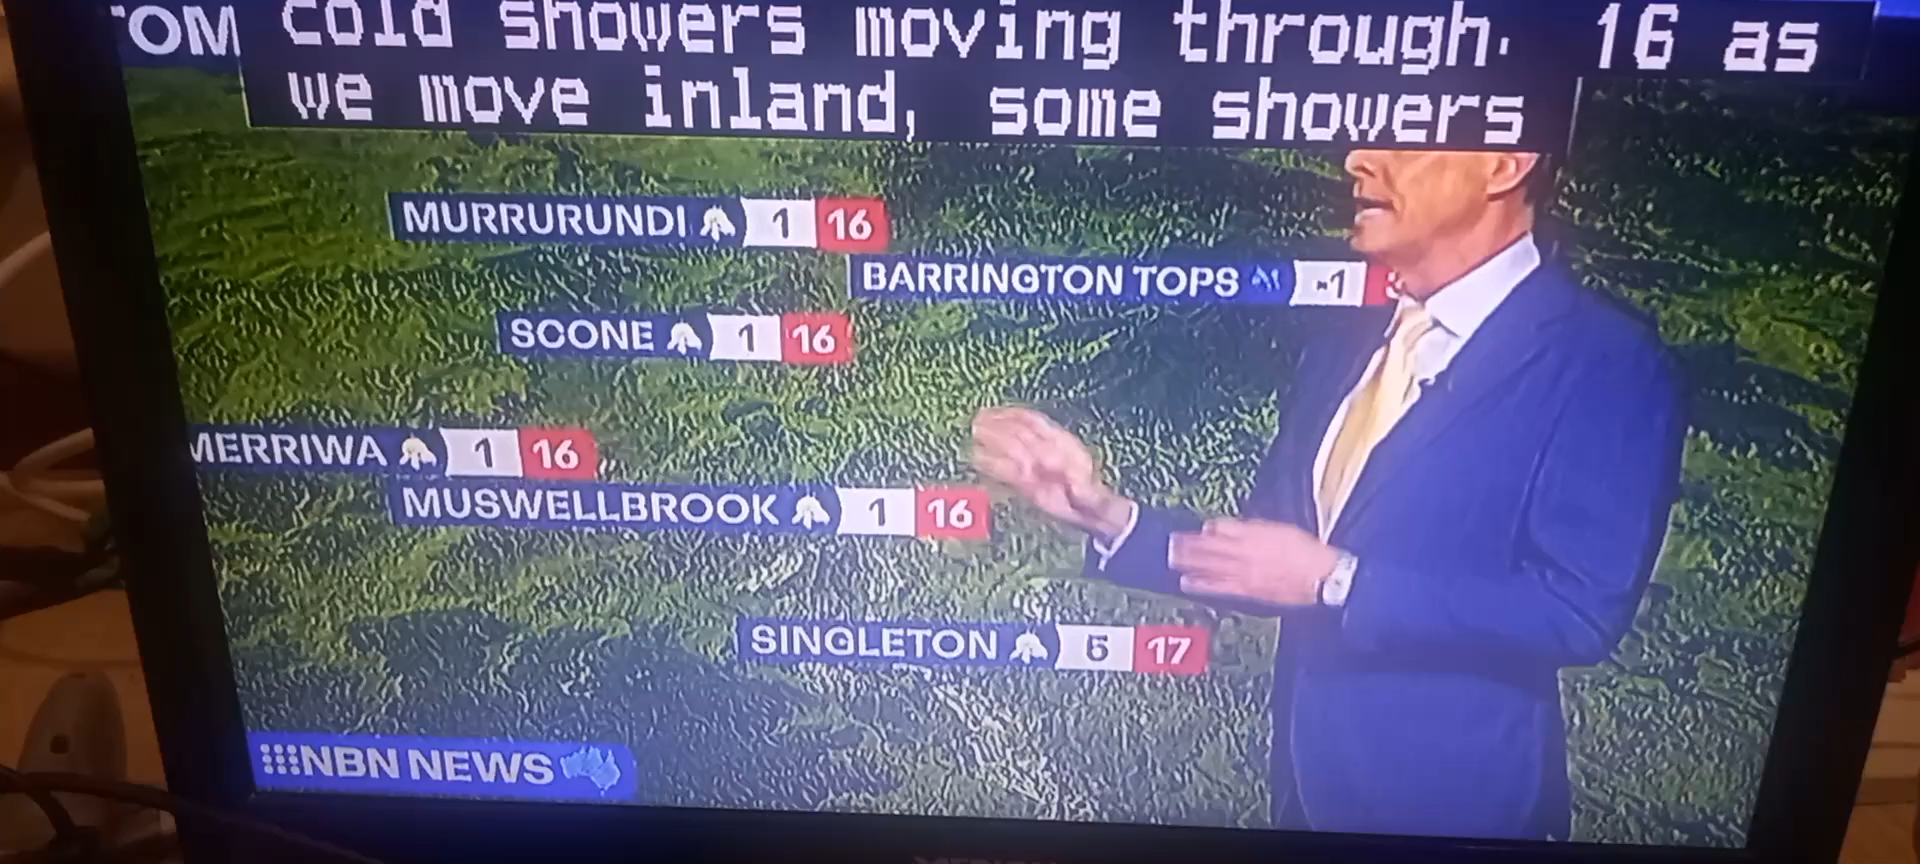 TOM
cold showers moving through. 16 as
we move inland, some showers
MURRURUNDI 1 16
BARRINGTON TOPS -1
SCONE 1 16
MERRIWA 1 16
MUSWELLBROOK 1 16
SINGLETON 5 17
NBN NEWS